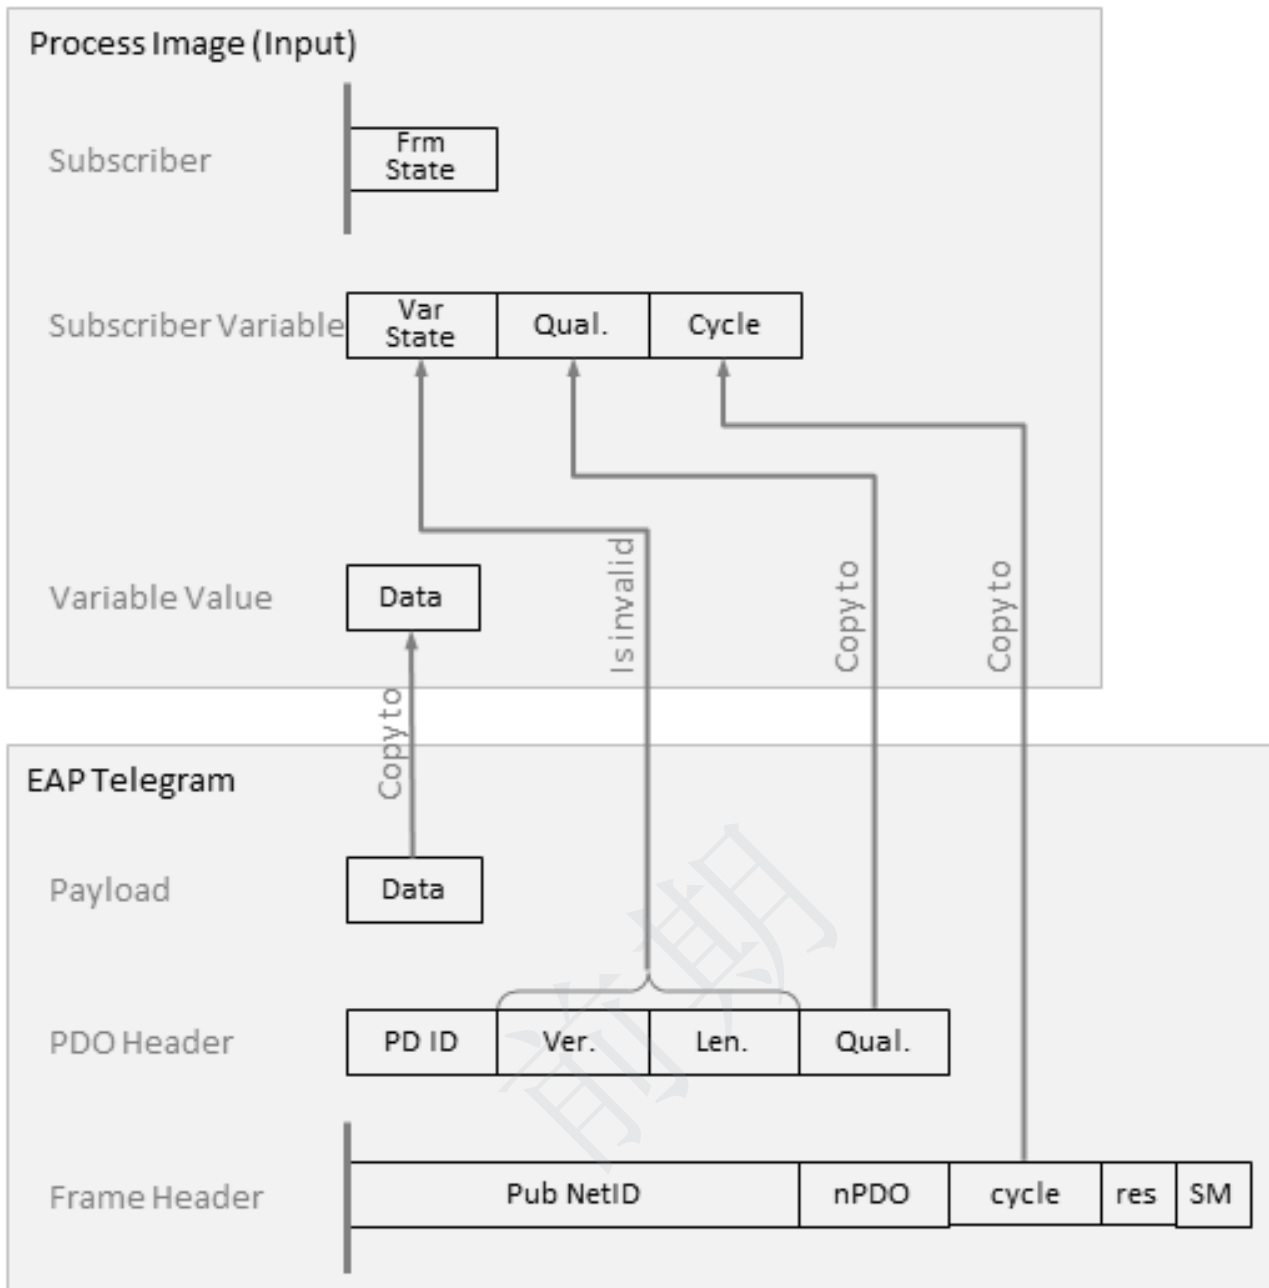 Process Image (Input)
Subscriber
Frm
State
Subscriber Variable
Var
State
Qual.
Cycle
Is invalid
Copy to
Copy to
Variable Value
Data
Copy to
EAP Telegram
Payload
Data
PDO Header
PD ID
Ver.
Len.
Qual.
Frame Header
Pub NetID
nPDO
cycle
res
SM
前期